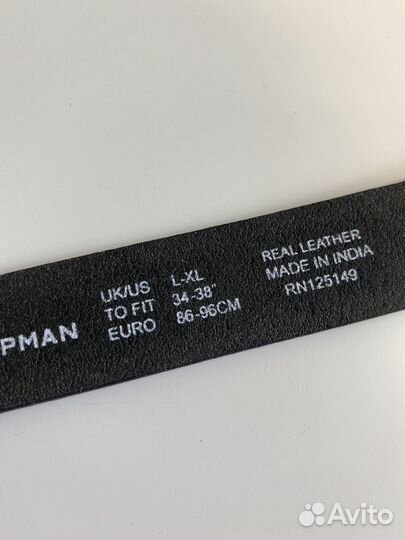 PMAN
UK/US L-XL
TO FIT 34-38"
EURO 86-96CM
REAL LEATHER
MADE IN INDIA
RN125149
Avito